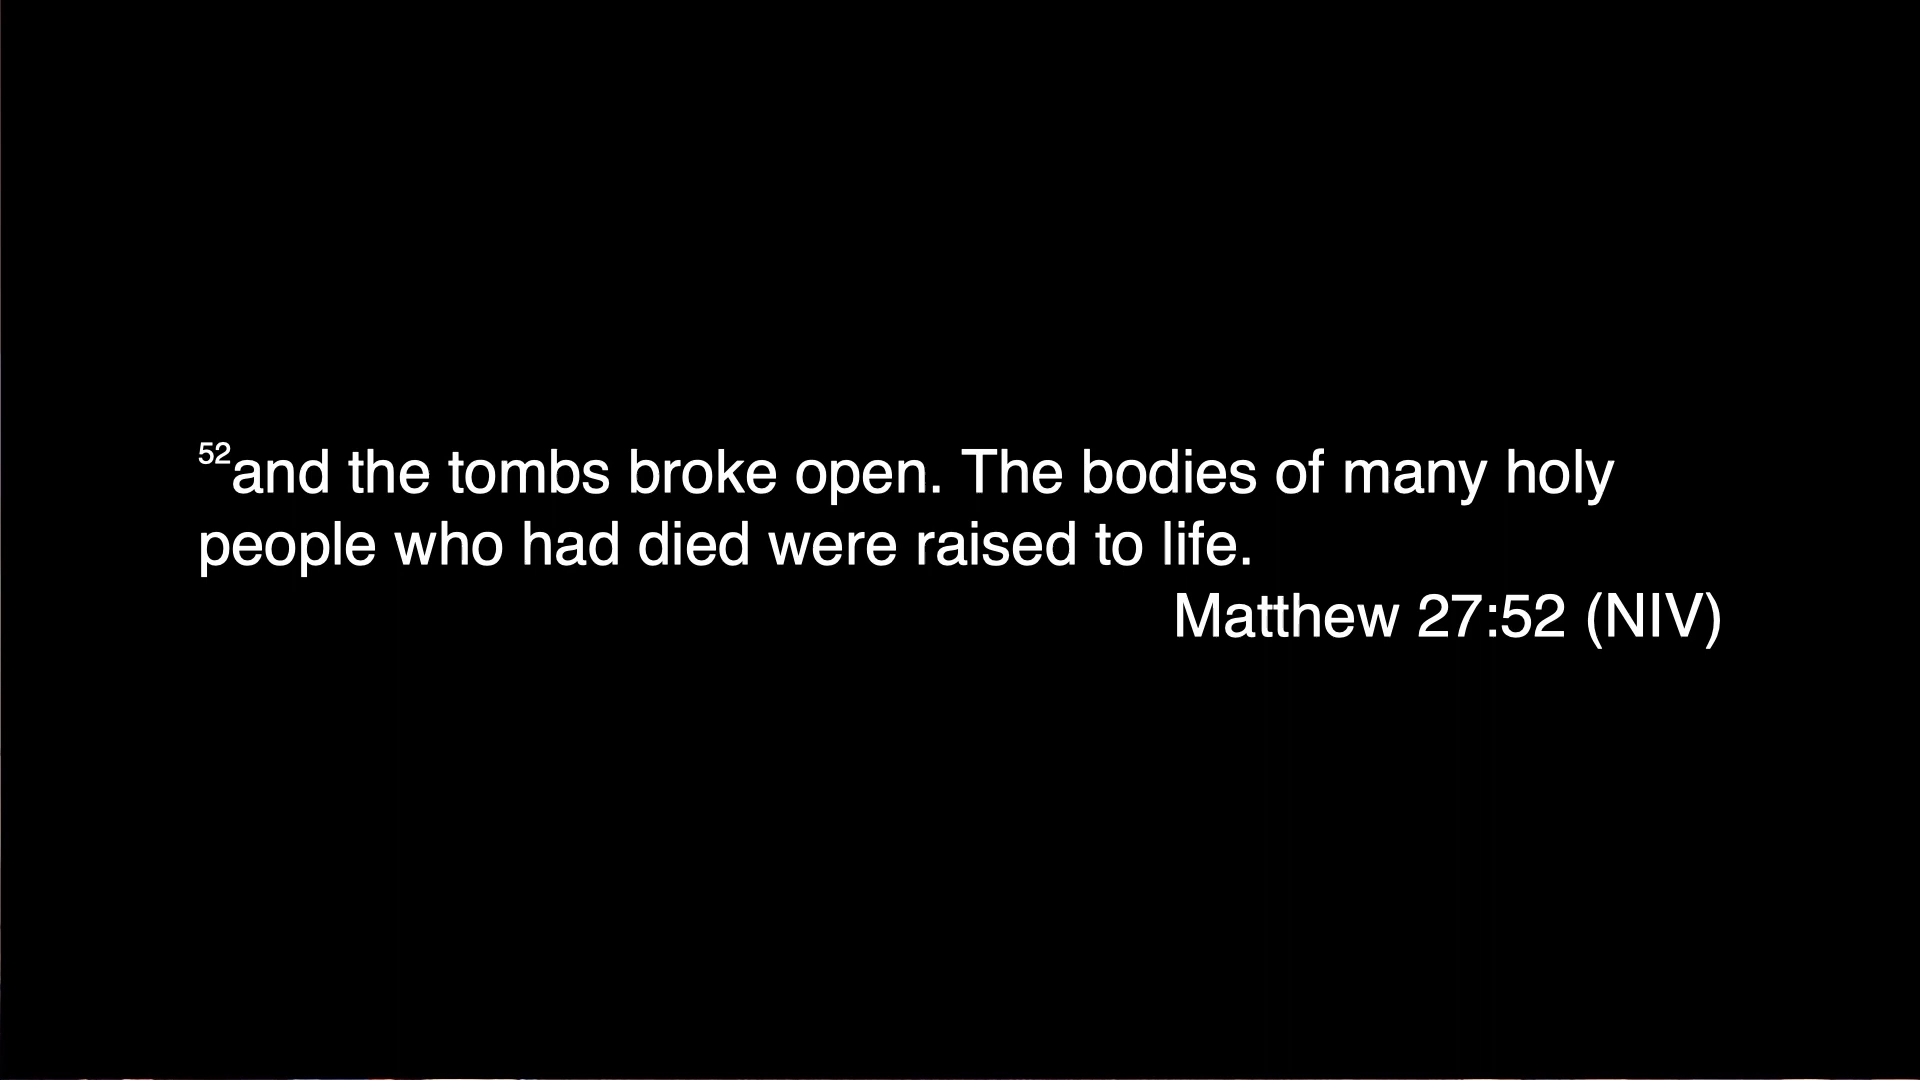 52and the tombs broke open. The bodies of many holy
people who had died were raised to life.
Matthew 27:52 (NIV)